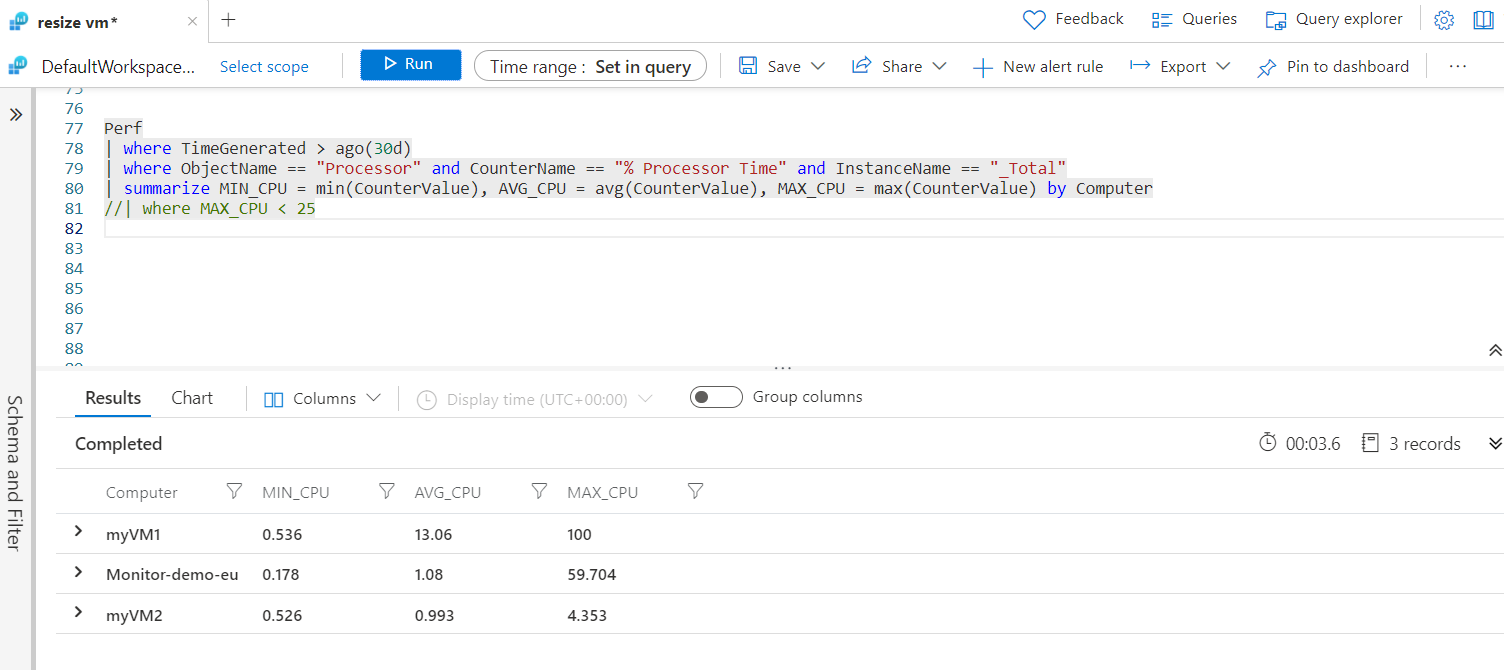 resize vm*
Feedback
Queries
Query explorer
DefaultWorkspace...
Select scope
Run
Time range : Set in query
Save
Share
New alert rule
Export
Pin to dashboard
75
76
77 Perf
78 | where TimeGenerated > ago(30d)
79 | where ObjectName == "Processor" and CounterName == "% Processor Time" and InstanceName == "_Total"
80 | summarize MIN_CPU = min(CounterValue), AVG_CPU = avg(CounterValue), MAX_CPU = max(CounterValue) by Computer
81 //| where MAX_CPU < 25
82
83
84
85
86
87
88
89
Schema and Filter
Results
Chart
Columns
Display time (UTC+00:00)
Group columns
Completed
00:03.6
3 records
Computer MIN_CPU AVG_CPU MAX_CPU
myVM1 0.536 13.06 100
Monitor-demo-eu 0.178 1.08 59.704
myVM2 0.526 0.993 4.353